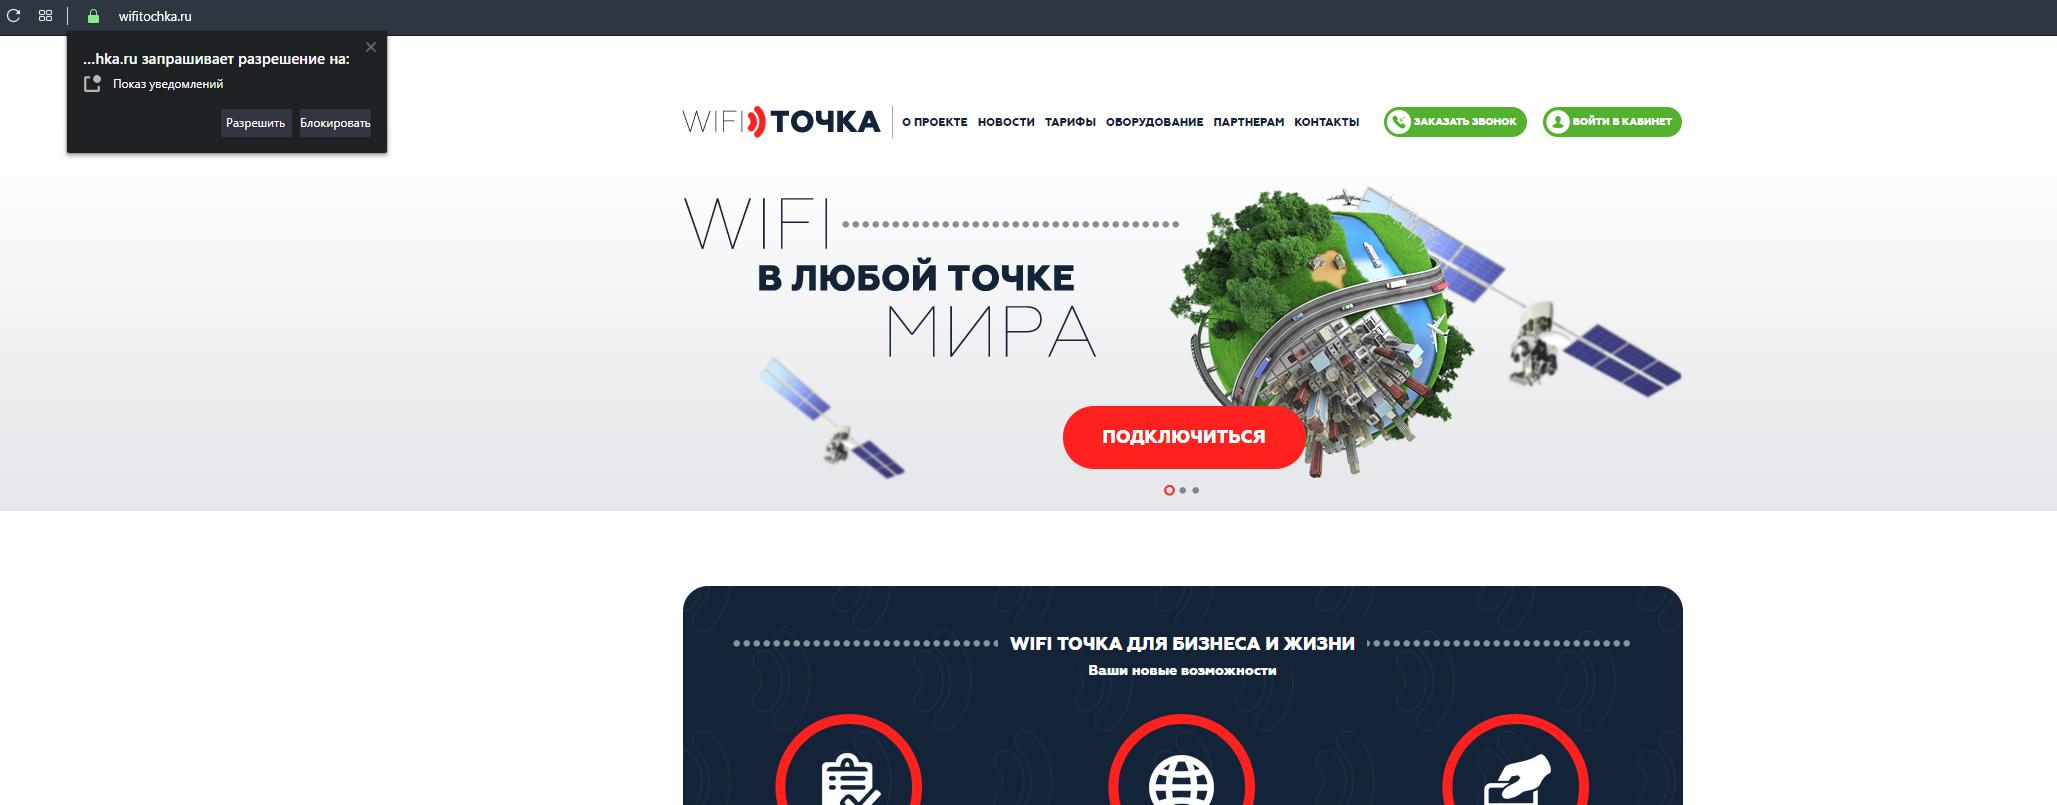 wifitochka.ru
...hka.ru запрашивает разрешение на:
Показ уведомлений
Разрешить Блокировать
WIFI ТОЧКА О ПРОЕКТЕ НОВОСТИ ТАРИФЫ ОБОРУДОВАНИЕ ПАРТНЕРАМ КОНТАКТЫ ЗАКАЗАТЬ ЗВОНОК ВОЙТИ В КАБИНЕТ
WIFI
В ЛЮБОЙ ТОЧКЕ
МИРА
ПОДКЛЮЧИТЬСЯ
WIFI ТОЧКА ДЛЯ БИЗНЕСА И ЖИЗНИ
Ваши новые возможности